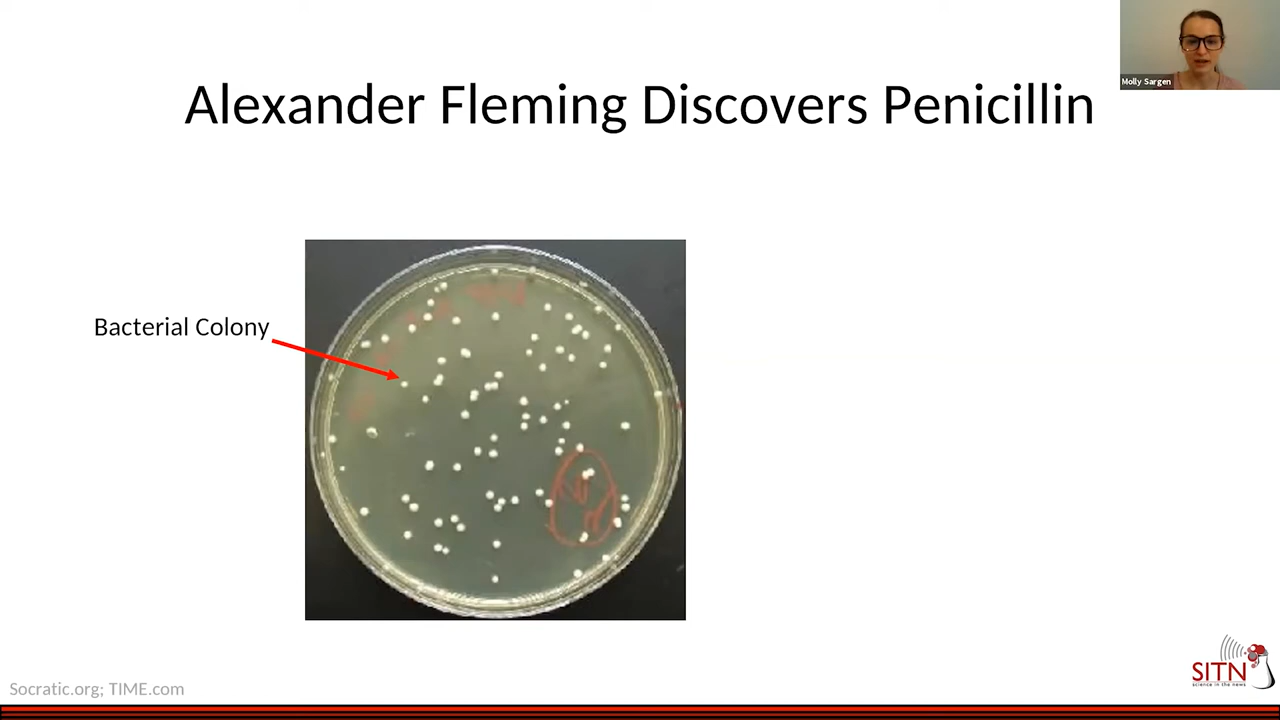 Molly Sargen
Alexander Fleming Discovers Penicillin
Bacterial Colony
SITN
science in the news
Socratic.org; TIME.com